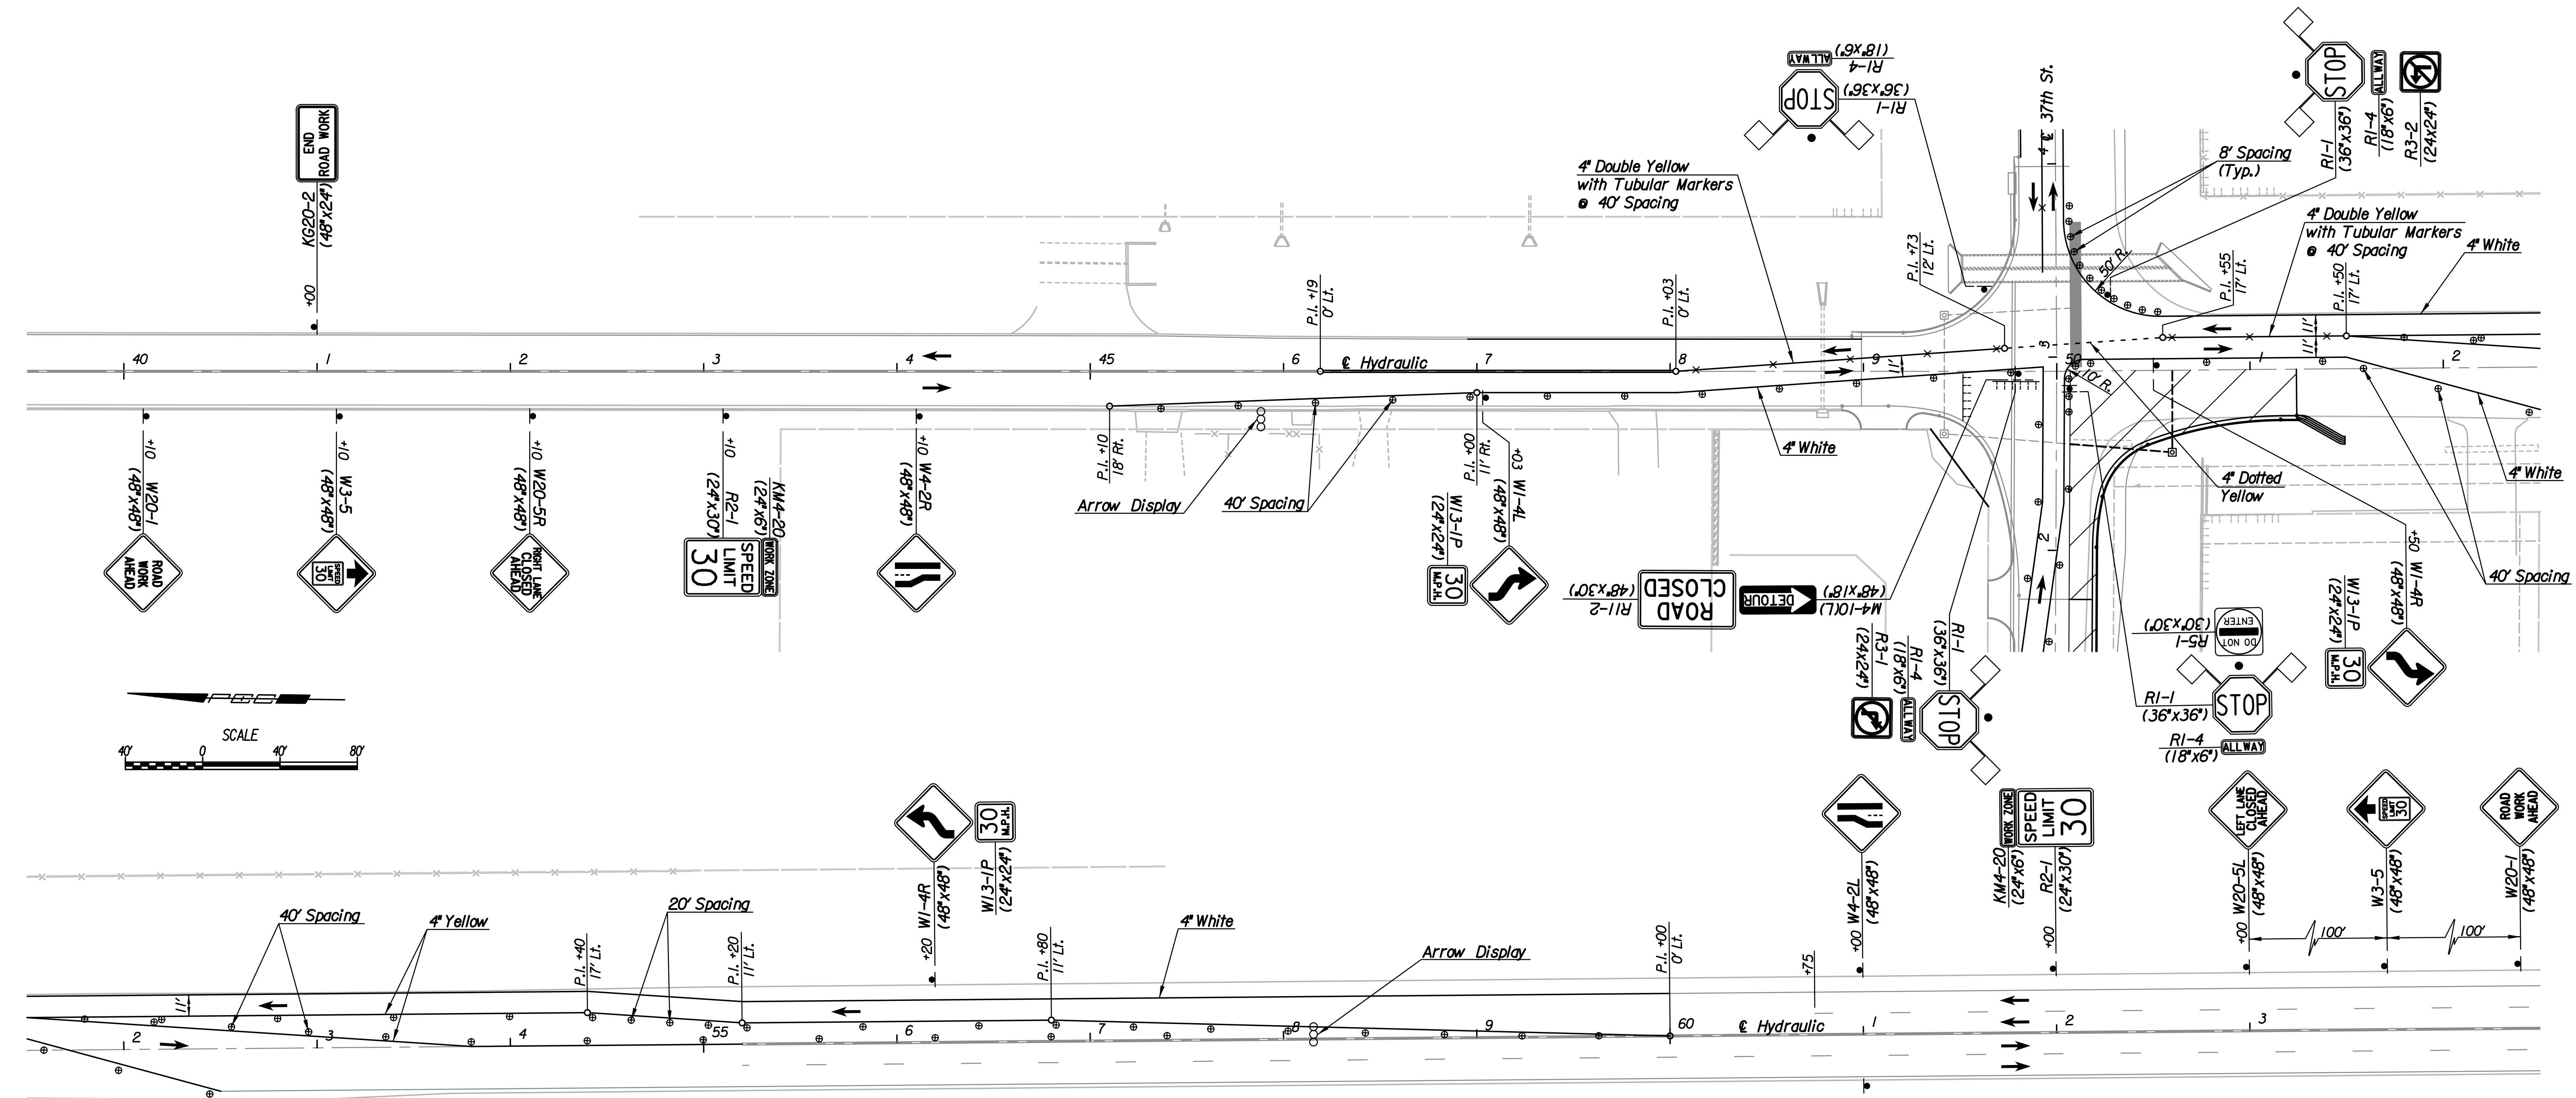 END
ROAD WORK
KG20-2
(48"x24")
+00
ALLWAY
R1-4
(18"x6")
STOP
R1-1
(36"x36")
℄ 37th St.
4
STOP
R1-1
(36"x36")
ALLWAY
R1-4
(18"x6")
R3-2
(24x24")
8' Spacing
(Typ.)
4" Double Yellow
with Tubular Markers
@ 40' Spacing
4" Double Yellow
with Tubular Markers
@ 40' Spacing
4" White
P.I. +19
0' Lt.
P.I. +03
0' Lt.
P.I. +73
12' Lt.
50' R.
P.I. +55
17' Lt.
P.I. +50
17' Lt.
40
1
2
3
4
45
6
℄ Hydraulic
7
8
9
11'
3
50
10' R.
1
11'
11'
2
+10
W20-1
(48"x48")
ROAD
WORK
AHEAD
+10
W3-5
(48"x48")
SPEED
LIMIT
30
+10
W20-5R
(48"x48")
RIGHT LANE
CLOSED
AHEAD
+10
R2-1
(24"x30")
SPEED
LIMIT
30
KM4-20
(24"x6")
WORK ZONE
+10
W4-2R
(48"x48")
P.I. +10
18' Rt.
Arrow Display
40' Spacing
P.I. +00
11' Rt.
+03
W1-4L
(48"x48")
W13-1P
(24"x24")
30
M.P.H.
4" White
R11-2
(48"x30")
ROAD
CLOSED
DETOUR
M4-10(L)
(48"x18")
R3-1
(24x24")
R1-4
(18"x6")
ALLWAY
R1-1
(36"x36")
STOP
2
4" Dotted
Yellow
R5-1
(30"x30")
DO NOT
ENTER
R1-1
(36"x36")
STOP
R1-4
(18"x6")
ALLWAY
+50
W1-4R
(48"x48")
W13-1P
(24"x24")
30
M.P.H.
40' Spacing
4" White
SCALE
40'
0
40'
80'
W1-4R
(48"x48")
+20
30
M.P.H.
W13-1P
(24"x24")
W4-2L
(48"x48")
+00
WORK ZONE
KM4-20
(24"x6")
SPEED
LIMIT
30
R2-1
(24"x30")
+00
LEFT LANE
CLOSED
AHEAD
W20-5L
(48"x48")
+00
SPEED
LIMIT
30
W3-5
(48"x48")
ROAD
WORK
AHEAD
W20-1
(48"x48")
100'
100'
40' Spacing
4" Yellow
P.I. +40
17' Lt.
20' Spacing
P.I. +20
11' Lt.
P.I. +80
11' Lt.
4" White
Arrow Display
P.I. +00
0' Lt.
+75
11'
2
3
4
55
6
7
8
9
60
℄ Hydraulic
1
2
3